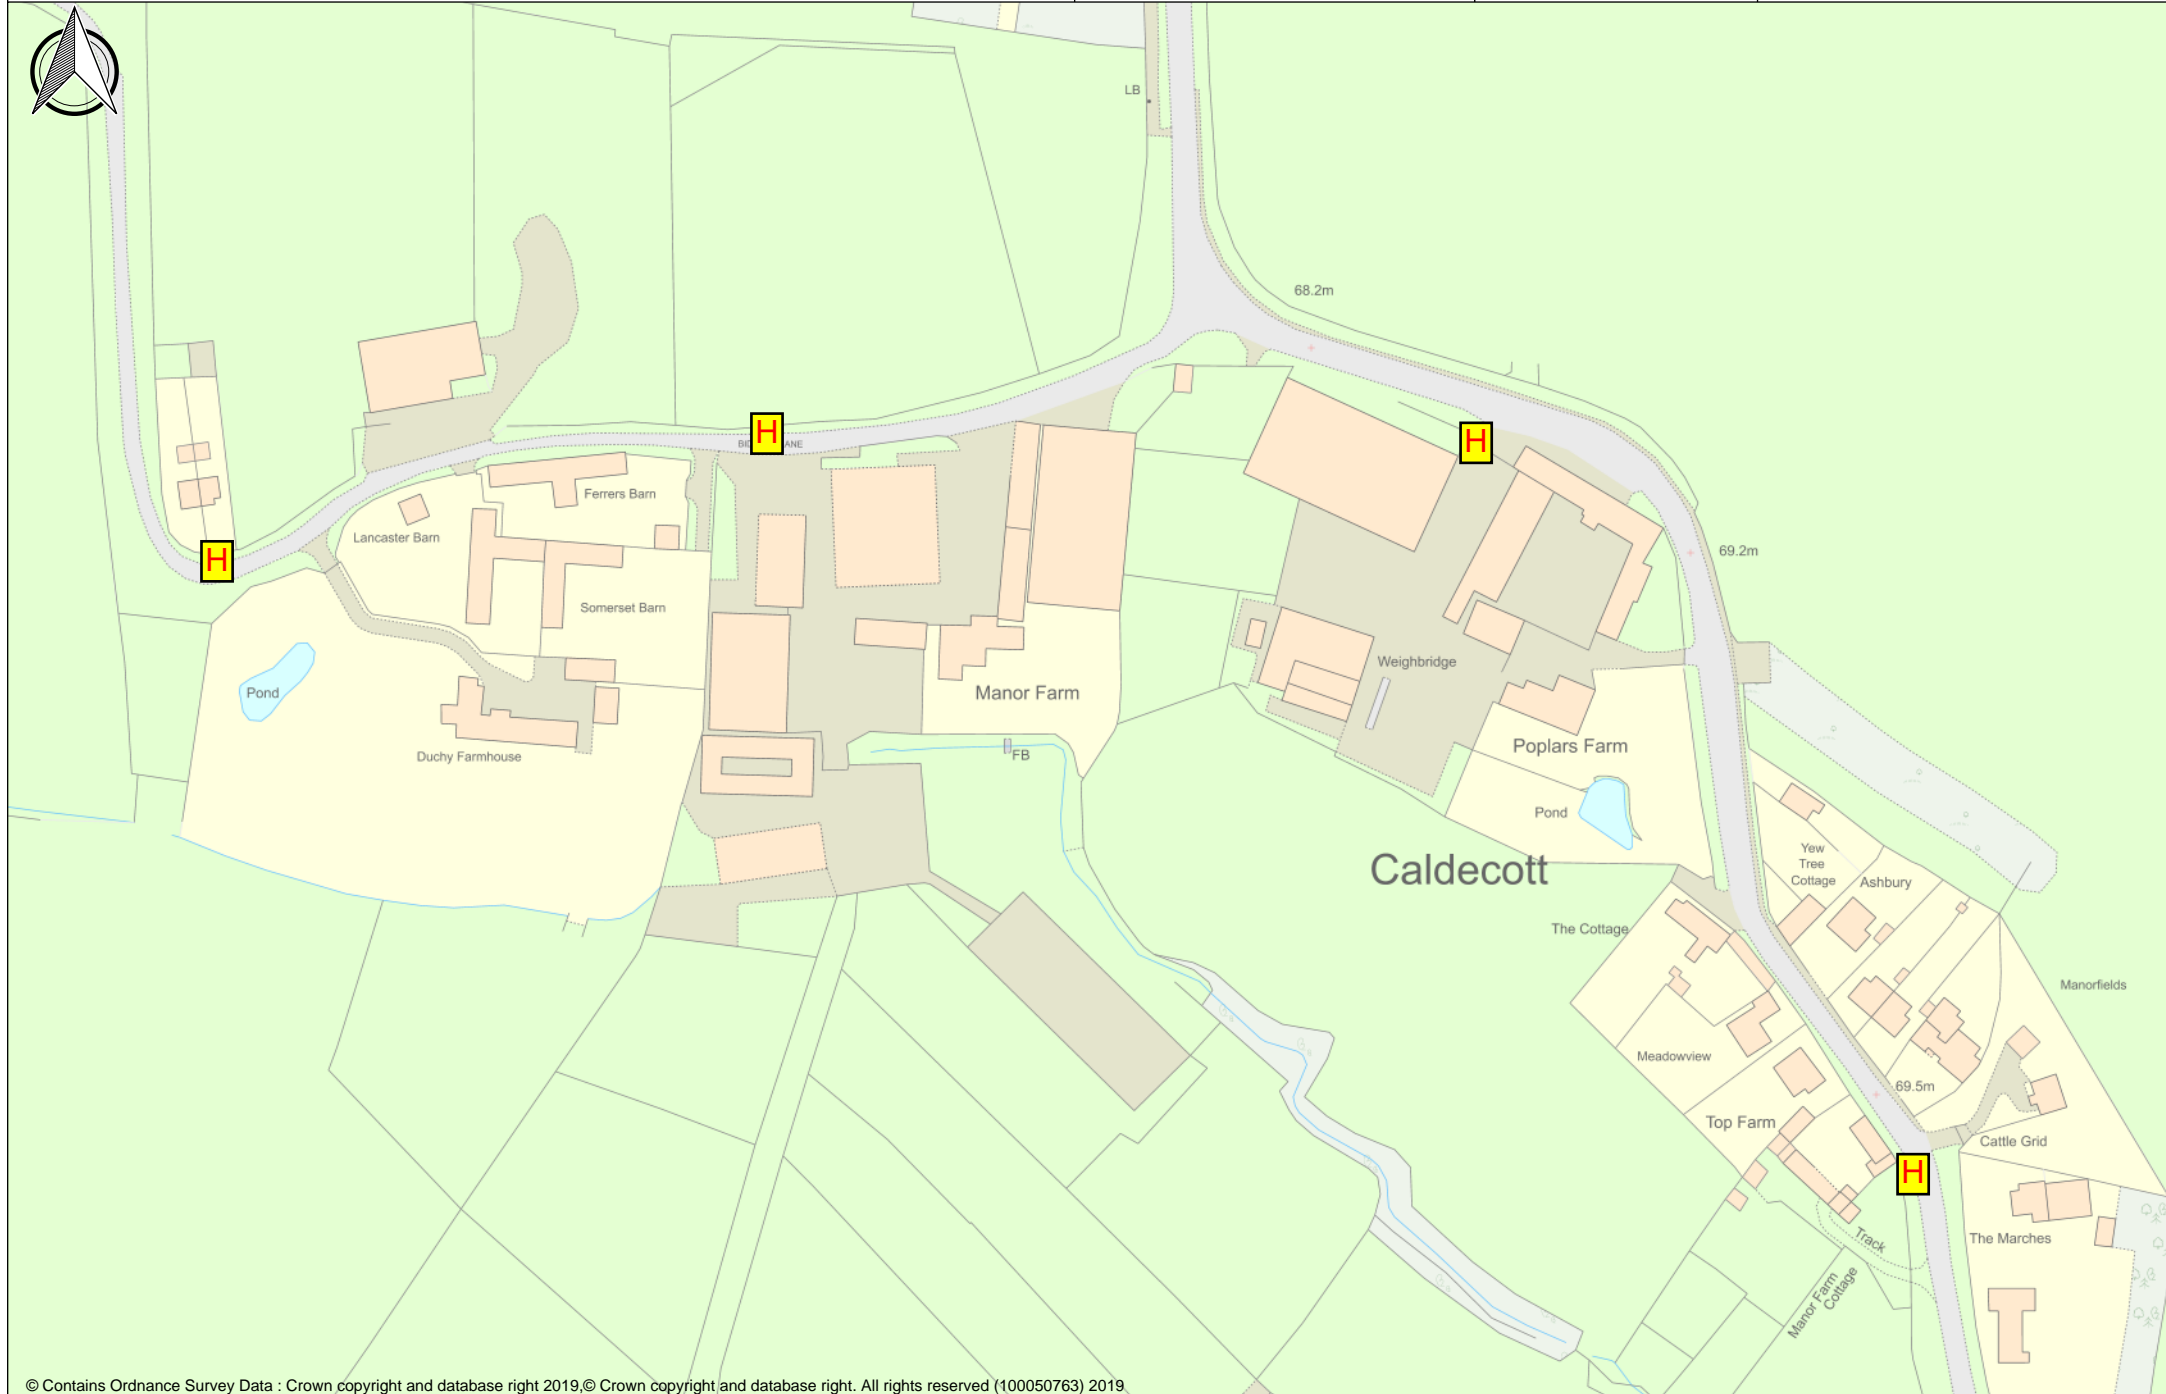 LB
68.2m
H
H
BI
ANE
Ferrers Barn
Lancaster Barn
69.2m
H
Somerset Barn
Weighbridge
Pond
Manor Farm
Duchy Farmhouse
FB
Poplars Farm
Pond
Yew
Tree
Cottage
Caldecott
Ashbury
The Cottage
Manorfields
Meadowview
69.5m
Top Farm
Cattle Grid
H
Track
The Marches
Manor Farm
Cottage
© Contains Ordnance Survey Data : Crown copyright and database right 2019,© Crown copyright and database right. All rights reserved (100050763) 2019